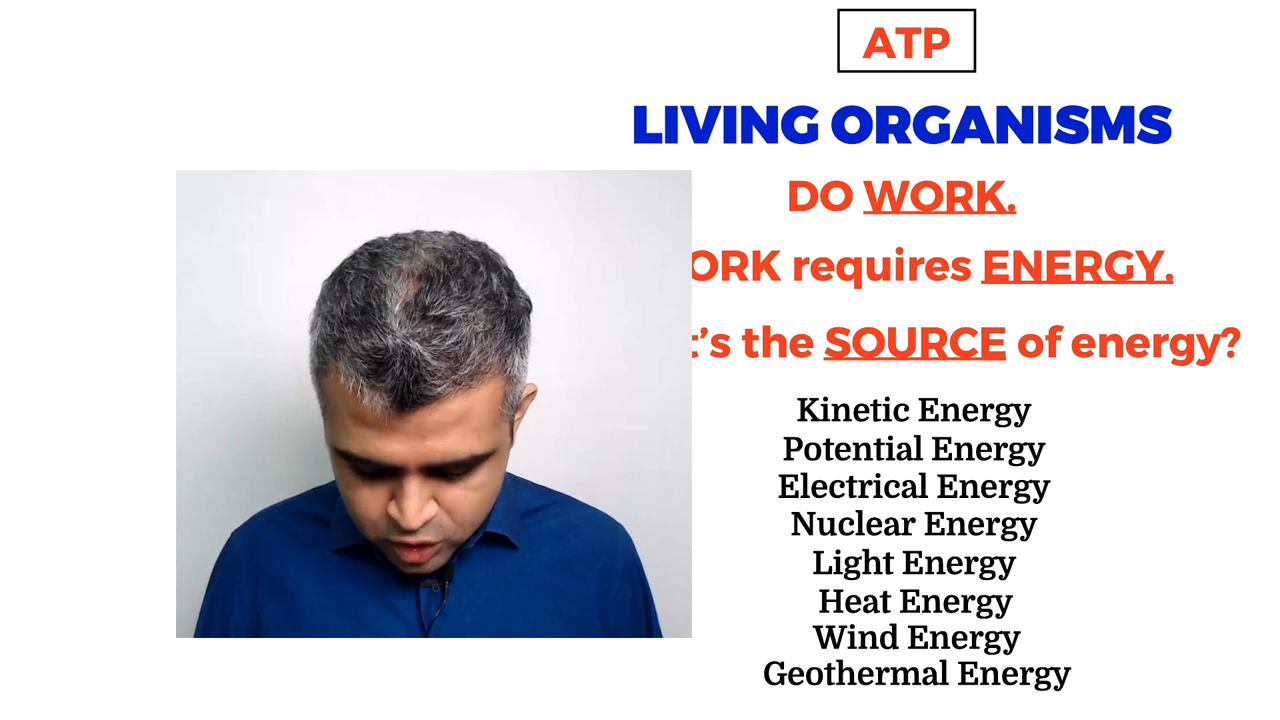 ATP
LIVING ORGANISMS
DO WORK.
ORK requires ENERGY.
t's the SOURCE of energy?
Kinetic Energy
Potential Energy
Electrical Energy
Nuclear Energy
Light Energy
Heat Energy
Wind Energy
Geothermal Energy